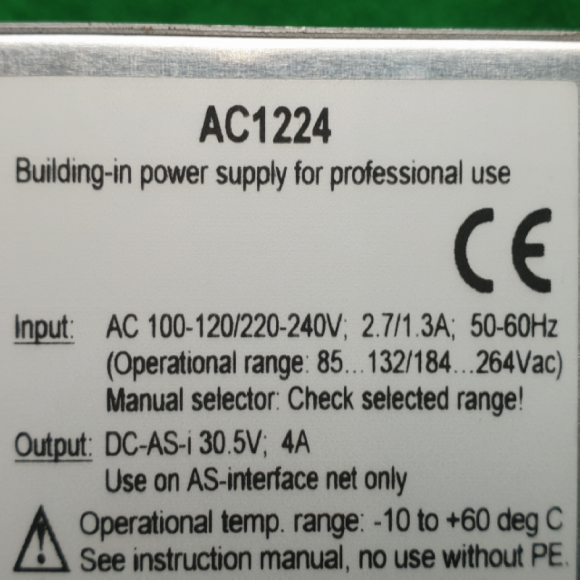 AC1224
Building-in power supply for professional use
CE
Input: AC 100-120/220-240V; 2.7/1.3A; 50-60Hz
(Operational range: 85...132/184...264Vac)
Manual selector: Check selected range!
Output: DC-AS-i 30.5V; 4A
Use on AS-interface net only
Operational temp. range: -10 to +60 deg C
See instruction manual, no use without PE.